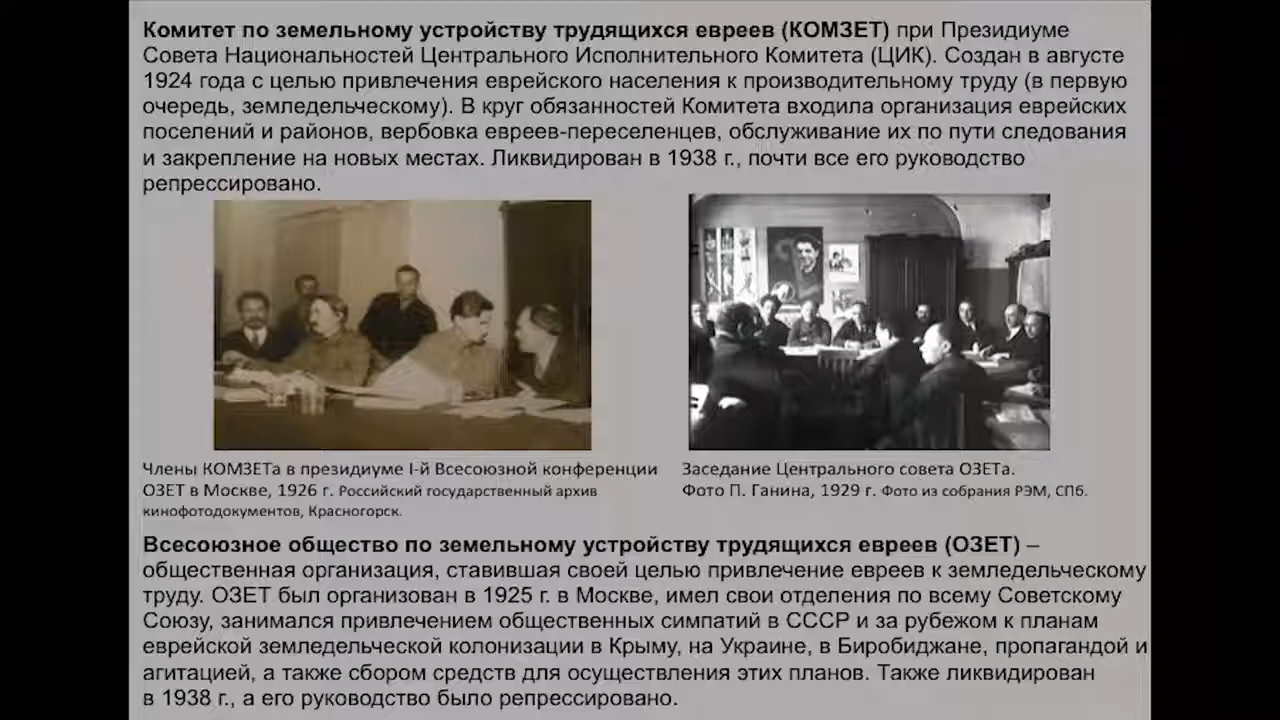 Комитет по земельному устройству трудящихся евреев (КОМЗЕТ) при Президиуме
Совета Национальностей Центрального Исполнительного Комитета (ЦИК). Создан в августе
1924 года с целью привлечения еврейского населения к производительному труду (в первую
очередь, земледельческому). В круг обязанностей Комитета входила организация еврейских
поселений и районов, вербовка евреев-переселенцев, обслуживание их по пути следования
и закрепление на новых местах. Ликвидирован в 1938 г., почти все его руководство
репрессировано.
Члены КОМЗЕТа в президиуме I-й Всесоюзной конференции
ОЗЕТ в Москве, 1926 г. Российский государственный архив
кинофотодокументов, Красногорск.
Заседание Центрального совета ОЗЕТа.
Фото П. Ганина, 1929 г. Фото из собрания РЭМ, СПб.
Всесоюзное общество по земельному устройству трудящихся евреев (ОЗЕТ) –
общественная организация, ставившая своей целью привлечение евреев к земледельческому
труду. ОЗЕТ был организован в 1925 г. в Москве, имел свои отделения по всему Советскому
Союзу, занимался привлечением общественных симпатий в СССР и за рубежом к планам
еврейской земледельческой колонизации в Крыму, на Украине, в Биробиджане, пропагандой и
агитацией, а также сбором средств для осуществления этих планов. Также ликвидирован
в 1938 г., а его руководство было репрессировано.